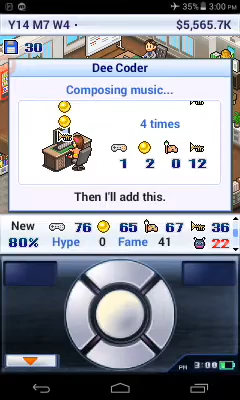 35% 3:00 PM
Y14 M7 W4 · $5,565.7K
30
Dee Coder
Composing music...
4 times
1 2 0 12
Then I'll add this.
New 76 65 67 36
80% Hype 0 Fame 41 22
PM 3:00